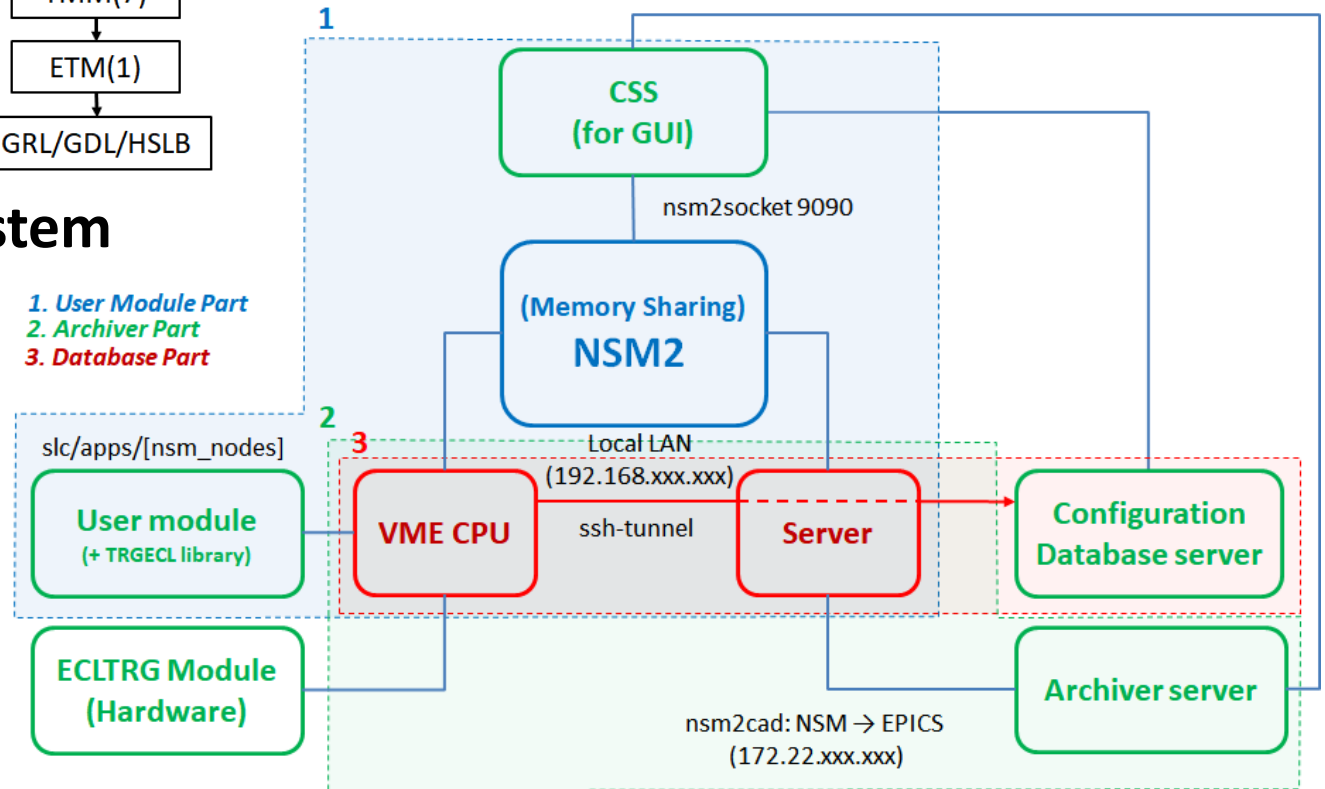 ETM(1)
GRL/GDL/HSLB
stem
1. User Module Part
2. Archiver Part
3. Database Part
1
CSS
(for GUI)
nsm2socket 9090
(Memory Sharing)
NSM2
2
3
Local LAN
(192.168.xxx.xxx)
ssh-tunnel
slc/apps/[nsm_nodes]
User module
(+ TRGECL library)
VME CPU
Server
Configuration
Database server
ECLTRG Module
(Hardware)
Archiver server
nsm2cad: NSM → EPICS
(172.22.xxx.xxx)